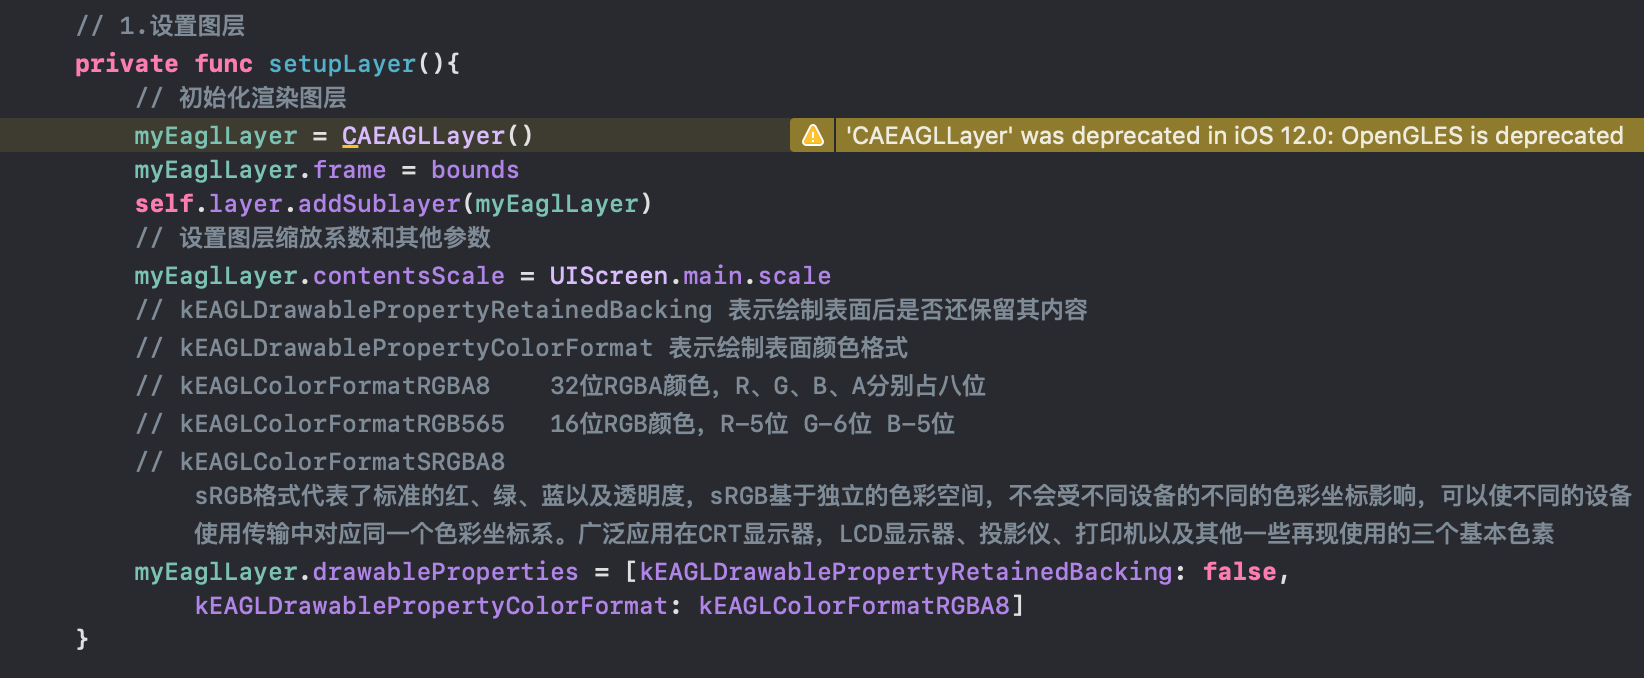 // 1.设置图层
private func setupLayer(){
// 初始化渲染图层
myEaglLayer = CAEAGLLayer()
'CAEAGLLayer' was deprecated in iOS 12.0: OpenGLES is deprecated
myEaglLayer.frame = bounds
self.layer.addSublayer(myEaglLayer)
// 设置图层缩放系数和其他参数
myEaglLayer.contentsScale = UIScreen.main.scale
// kEAGLDrawablePropertyRetainedBacking 表示绘制表面后是否还保留其内容
// kEAGLDrawablePropertyColorFormat 表示绘制表面颜色格式
// kEAGLColorFormatRGBA8    32位RGBA颜色，R、G、B、A分别占八位
// kEAGLColorFormatRGB565   16位RGB颜色，R-5位 G-6位 B-5位
// kEAGLColorFormatSRGBA8
sRGB格式代表了标准的红、绿、蓝以及透明度，sRGB基于独立的色彩空间，不会受不同设备的不同的色彩坐标影响，可以使不同的设备
使用传输中对应同一个色彩坐标系。广泛应用在CRT显示器，LCD显示器、投影仪、打印机以及其他一些再现使用的三个基本色素
myEaglLayer.drawableProperties = [kEAGLDrawablePropertyRetainedBacking: false,
kEAGLDrawablePropertyColorFormat: kEAGLColorFormatRGBA8]
}